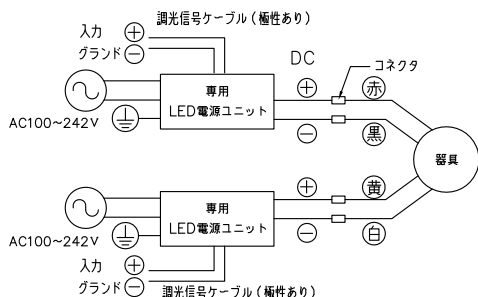 調光信号ケーブル(極性あり)
入力 ⊕
グランド ⊖
DC
コネクタ
専用
LED電源ユニット
⊕
赤
AC100~242V
⊖
黒
器具
専用
LED電源ユニット
⊕
黄
AC100~242V
⊖
白
入力 ⊕
グランド ⊖
調光信号ケーブル(極性あり)